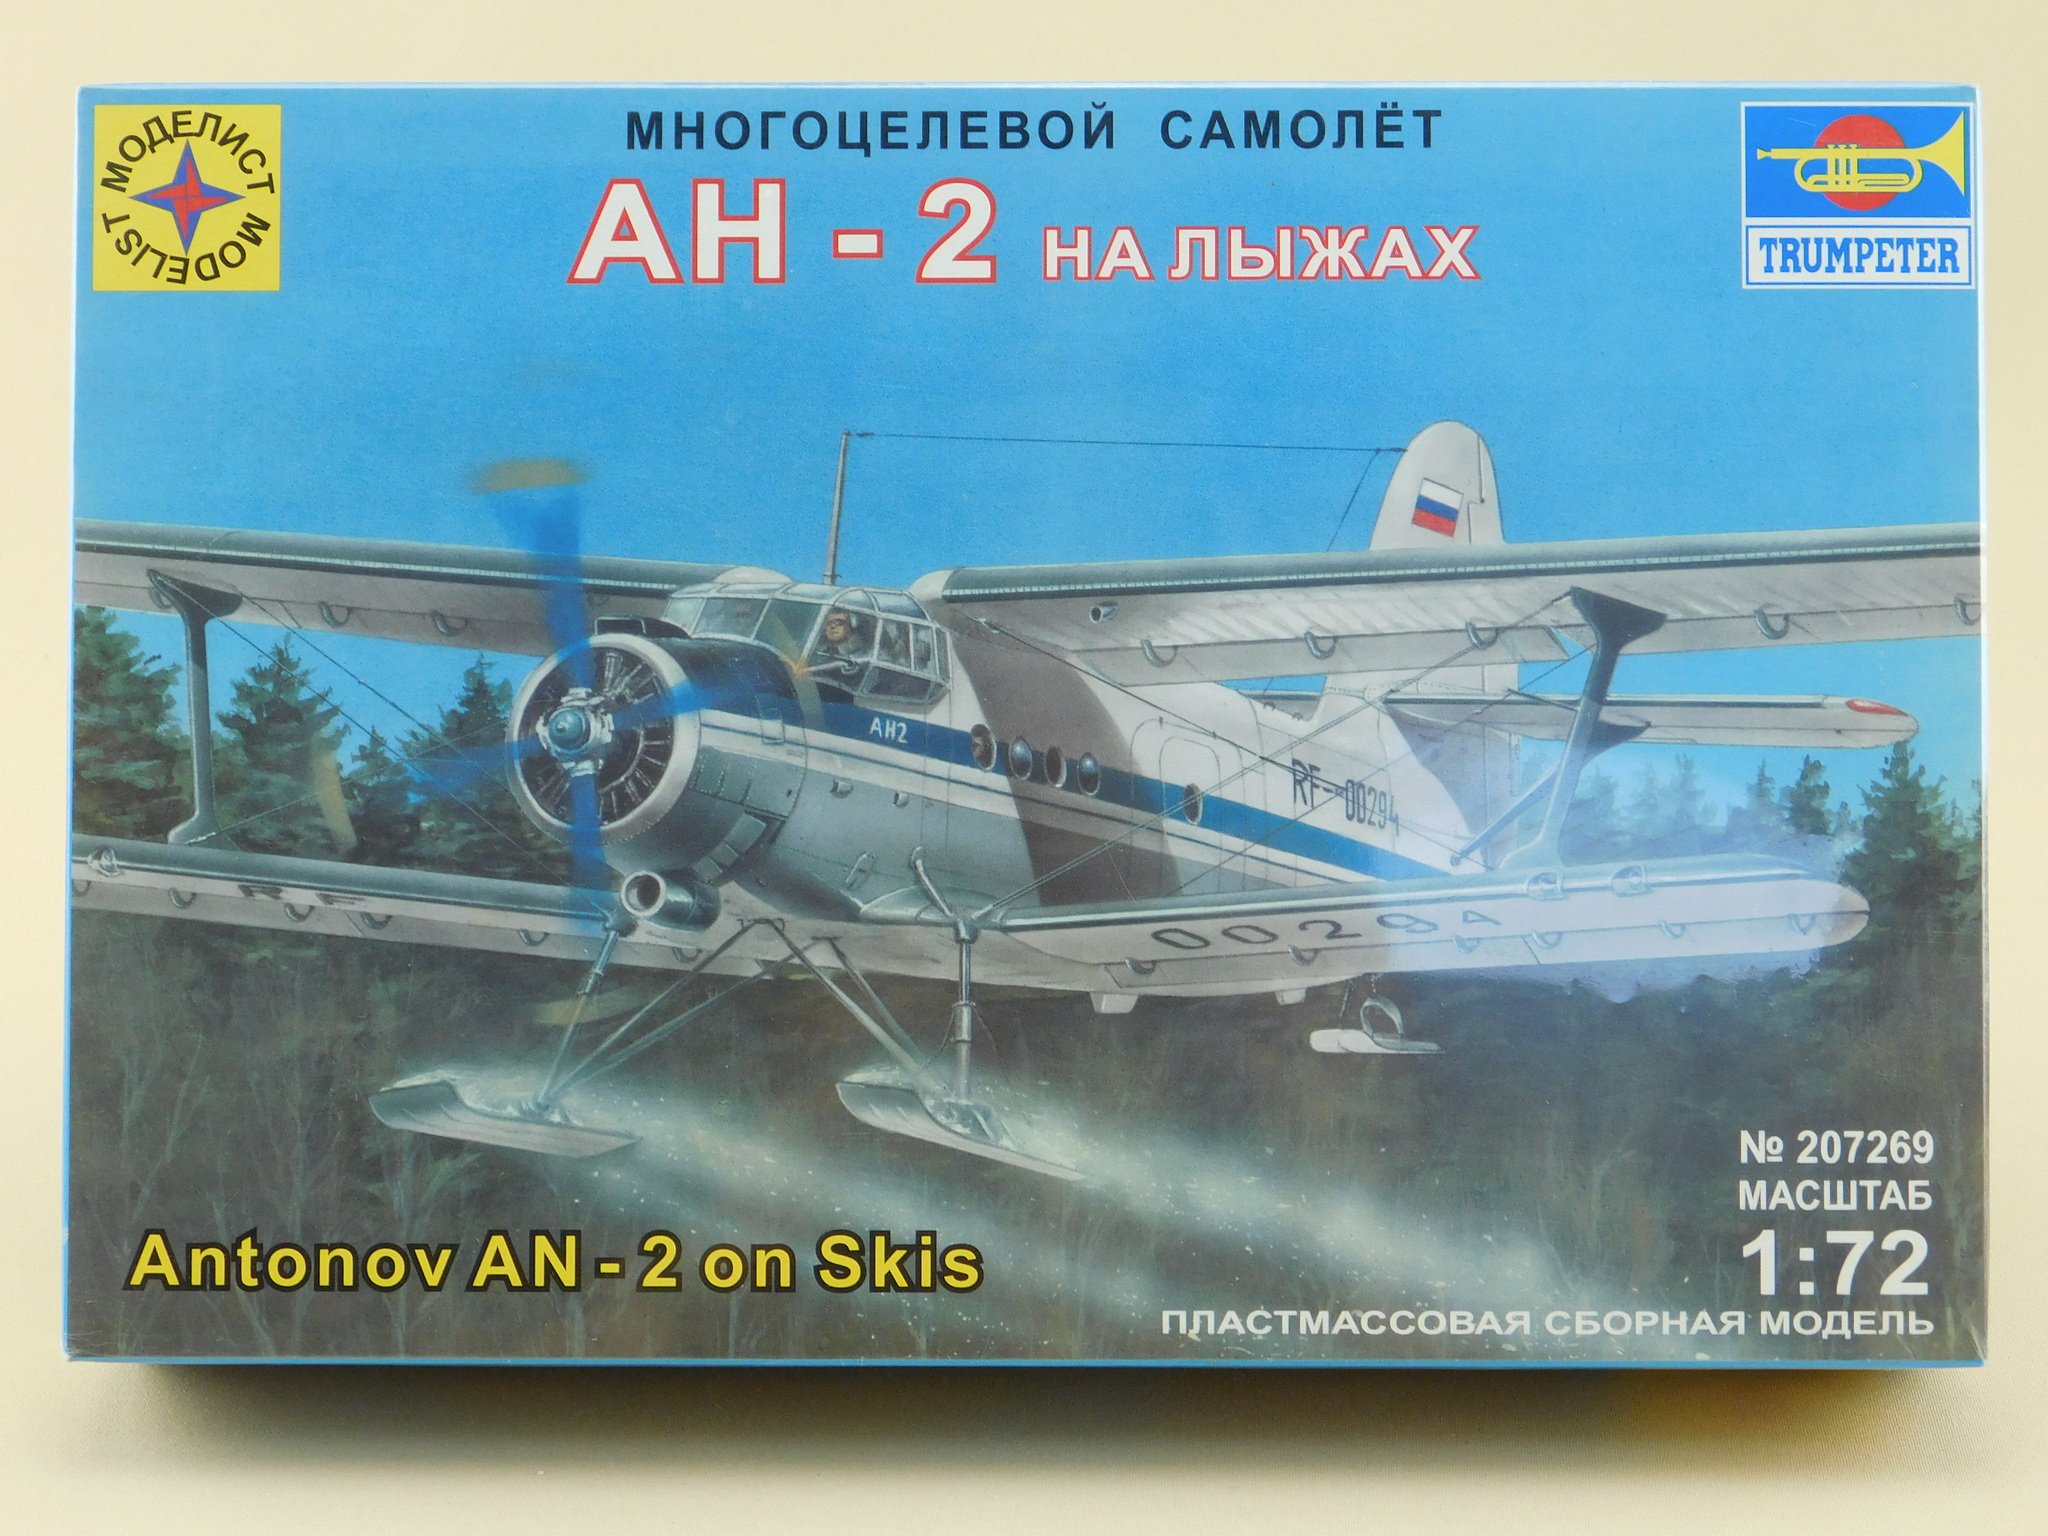 МОДЕЛИСТ MODELIST
МНОГОЦЕЛЕВОЙ САМОЛЁТ
АН - 2 НА ЛЫЖАХ
TRUMPETER
АН2
RF-00294
RF
00294
№ 207269
МАСШТАБ
1:72
Antonov AN - 2 on Skis
ПЛАСТМАССОВАЯ СБОРНАЯ МОДЕЛЬ